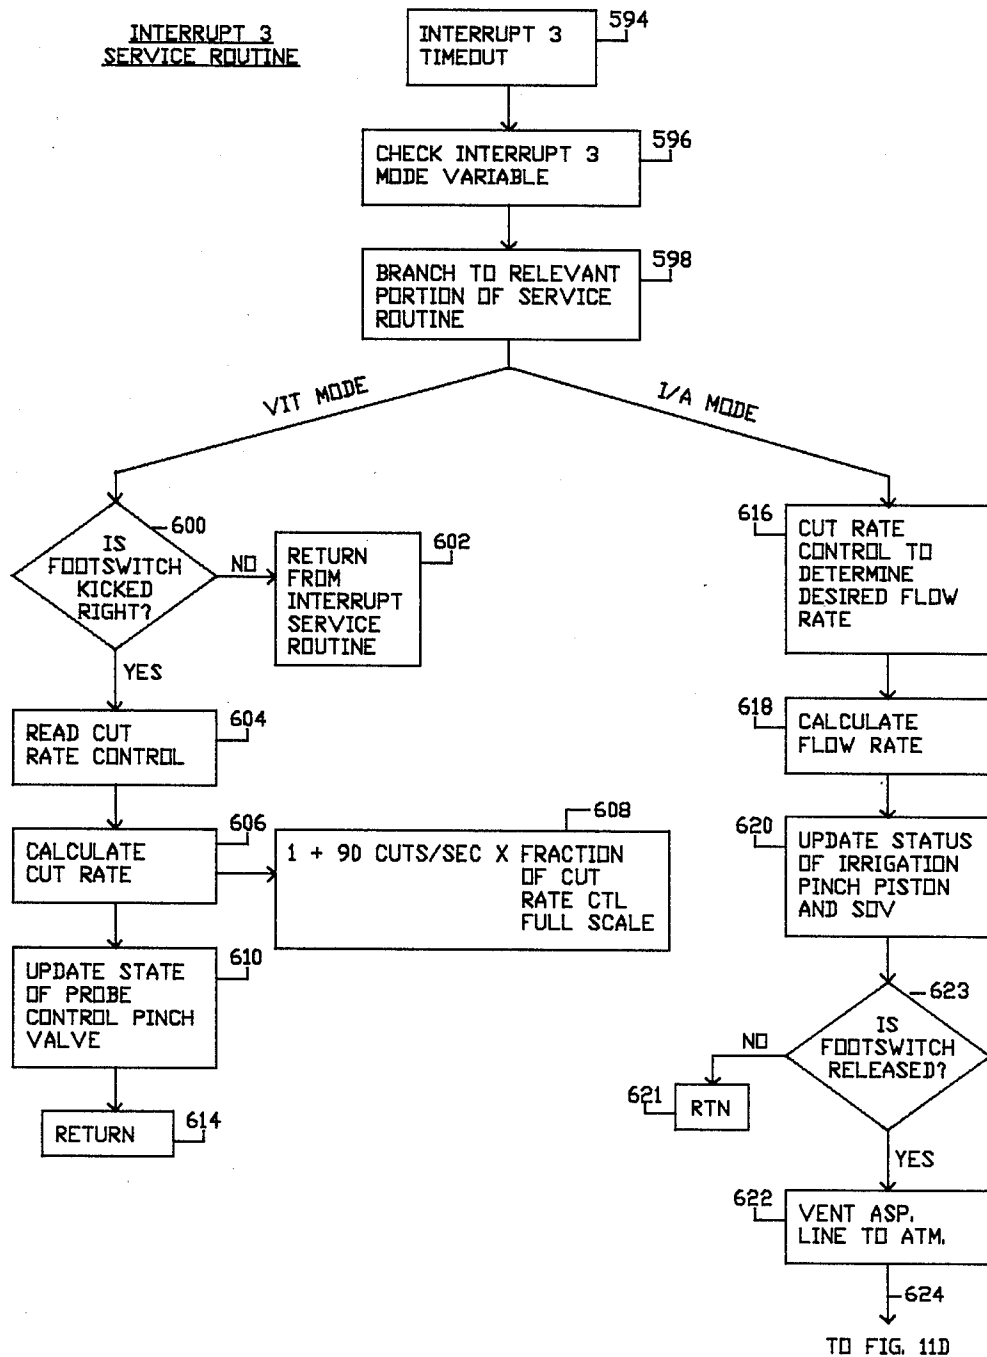 INTERRUPT 3
SERVICE ROUTINE
INTERRUPT 3
TIMEOUT
594
CHECK INTERRUPT 3
MODE VARIABLE
596
BRANCH TO RELEVANT
PORTION OF SERVICE
ROUTINE
598
VIT MODE
I/A MODE
600
IS
FOOTSWITCH
KICKED
RIGHT?
NO
YES
602
RETURN
FROM
INTERRUPT
SERVICE
ROUTINE
604
READ CUT
RATE CONTROL
606
CALCULATE
CUT RATE
608
1 + 90 CUTS/SEC X FRACTION
OF CUT
RATE CTL
FULL SCALE
610
UPDATE STATE
OF PROBE
CONTROL PINCH
VALVE
RETURN
614
616
CUT RATE
CONTROL TO
DETERMINE
DESIRED FLOW
RATE
618
CALCULATE
FLOW RATE
620
UPDATE STATUS
OF IRRIGATION
PINCH PISTON
AND SOV
623
IS
FOOTSWITCH
RELEASED?
NO
621
RTN
YES
622
VENT ASP.
LINE TO ATM.
624
TO FIG. 11D